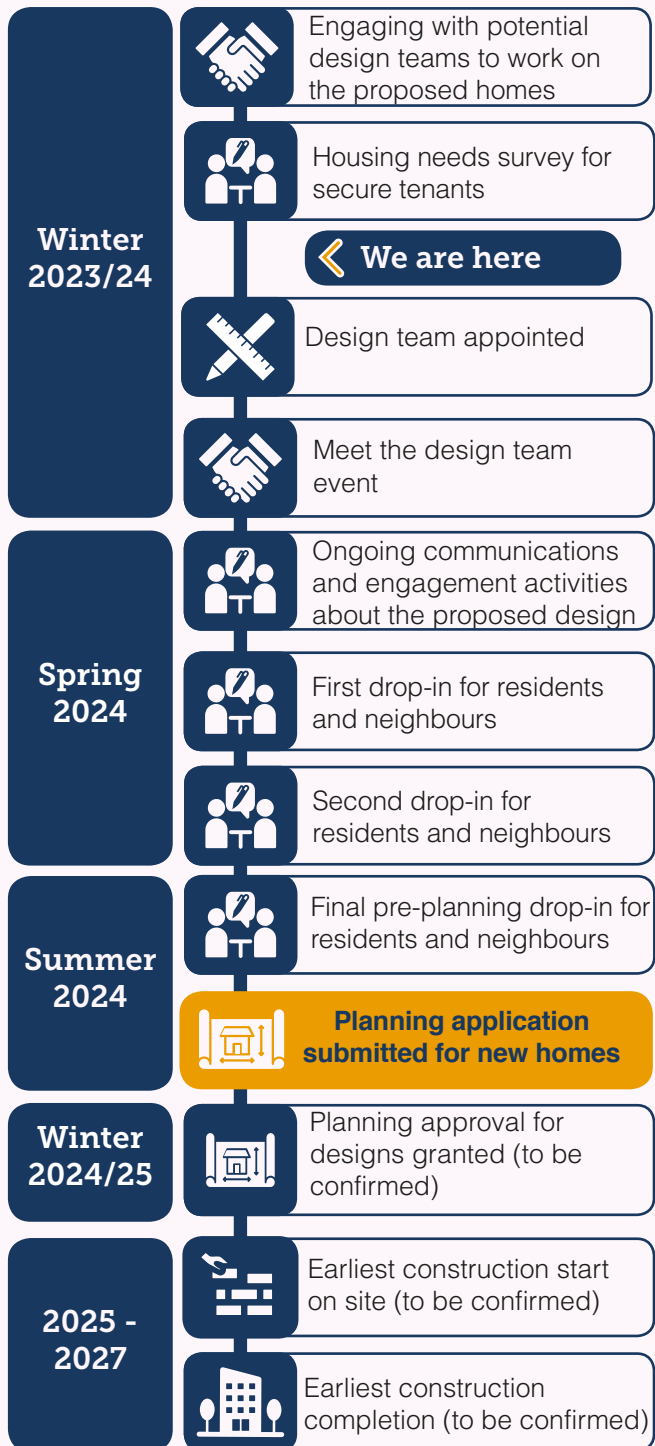 Winter
2023/24
Engaging with potential
design teams to work on
the proposed homes
Housing needs survey for
secure tenants
We are here
Design team appointed
Meet the design team
event
Spring
2024
Ongoing communications
and engagement activities
about the proposed design
First drop-in for residents
and neighbours
Second drop-in for
residents and neighbours
Summer
2024
Final pre-planning drop-in for
residents and neighbours
Planning application
submitted for new homes
Winter
2024/25
Planning approval for
designs granted (to be
confirmed)
2025 -
2027
Earliest construction start
on site (to be confirmed)
Earliest construction
completion (to be confirmed)